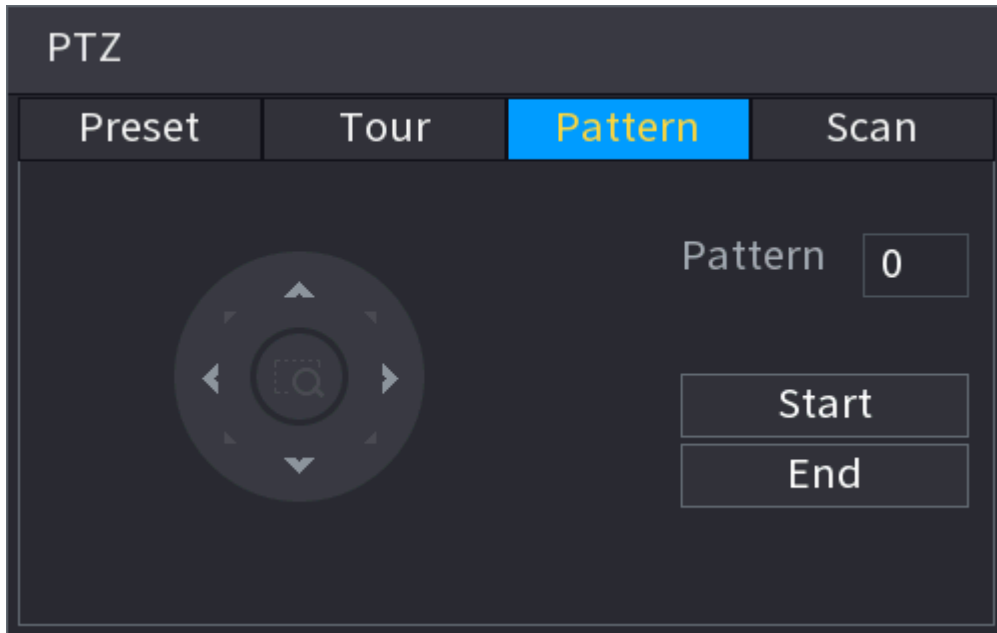 PTZ
Preset Tour Pattern Scan
Pattern 0
Start
End